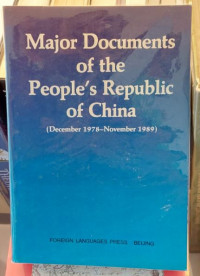 Major Documents
of the
People's Republic
of China
(December 1978–November 1989)
FOREIGN LANGUAGES PRESS BEIJING